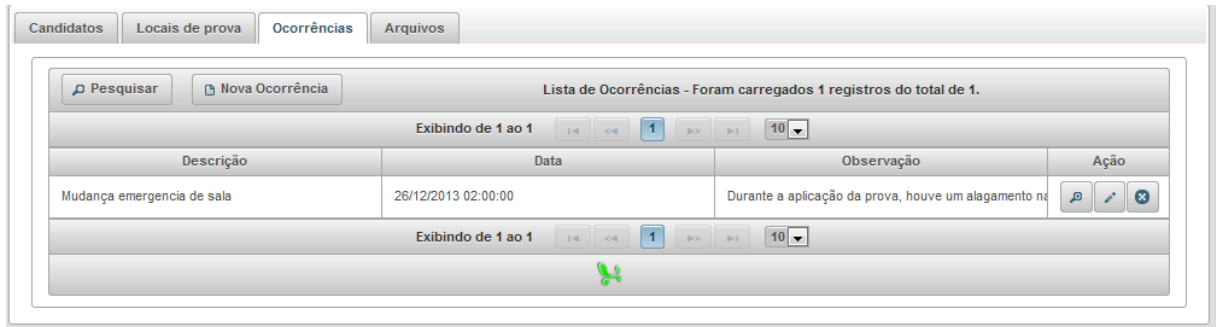 Candidatos Locais de prova Ocorrências Arquivos
Pesquisar Nova Ocorrência Lista de Ocorrências - Foram carregados 1 registros do total de 1.
Exibindo de 1 ao 1 1 10
Descrição Data Observação Ação
Mudança emergencia de sala 26/12/2013 02:00:00 Durante a aplicação da prova, houve um alagamento na
Exibindo de 1 ao 1 1 10